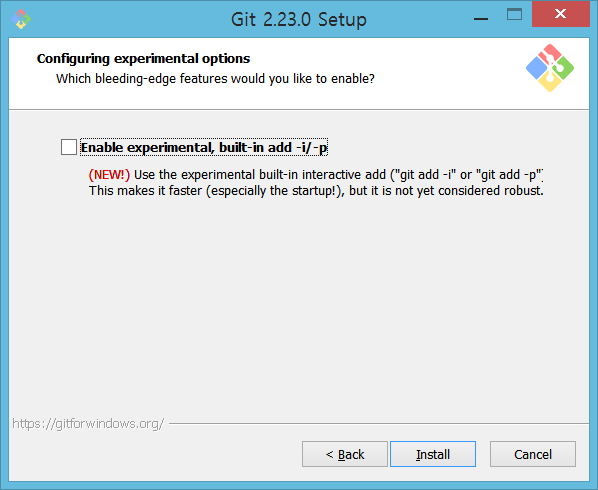 Git 2.23.0 Setup
Configuring experimental options
Which bleeding-edge features would you like to enable?
Enable experimental, built-in add -i/-p
(NEW!) Use the experimental built-in interactive add ("git add -i" or "git add -p")
This makes it faster (especially the startup!), but it is not yet considered robust.
https://gitforwindows.org/
< Back
Install
Cancel